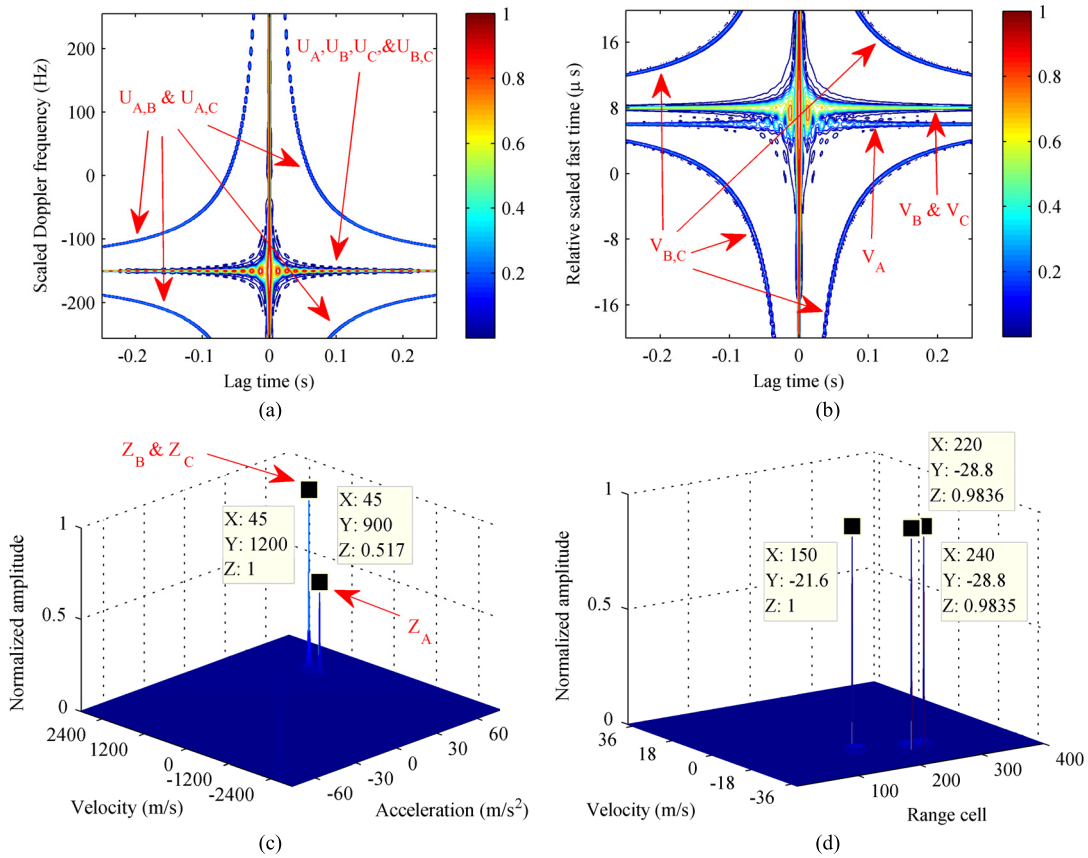 Scaled Doppler frequency (Hz)
200
100
0
-100
-200
-0.2
-0.1
0
0.1
0.2
Lag time (s)
U_A,U_B,U_C,&U_B,C
U_A,B & U_A,C
1
0.8
0.6
0.4
0.2
(a)
Relative scaled fast time (μ s)
16
8
0
-8
-16
-0.2
-0.1
0
0.1
0.2
Lag time (s)
V_B,C
V_B & V_C
V_A
1
0.8
0.6
0.4
0.2
(b)
Z_B & Z_C
X: 45
Y: 1200
Z: 1
X: 45
Y: 900
Z: 0.517
Z_A
Normalized amplitude
1
0.5
0
2400
1200
0
-1200
-2400
Velocity (m/s)
-60
-30
0
30
60
Acceleration (m/s²)
(c)
X: 220
Y: -28.8
Z: 0.9836
X: 150
Y: -21.6
Z: 1
X: 240
Y: -28.8
Z: 0.9835
Normalized amplitude
1
0.5
0
36
18
0
-18
-36
Velocity (m/s)
100
200
300
400
Range cell
(d)